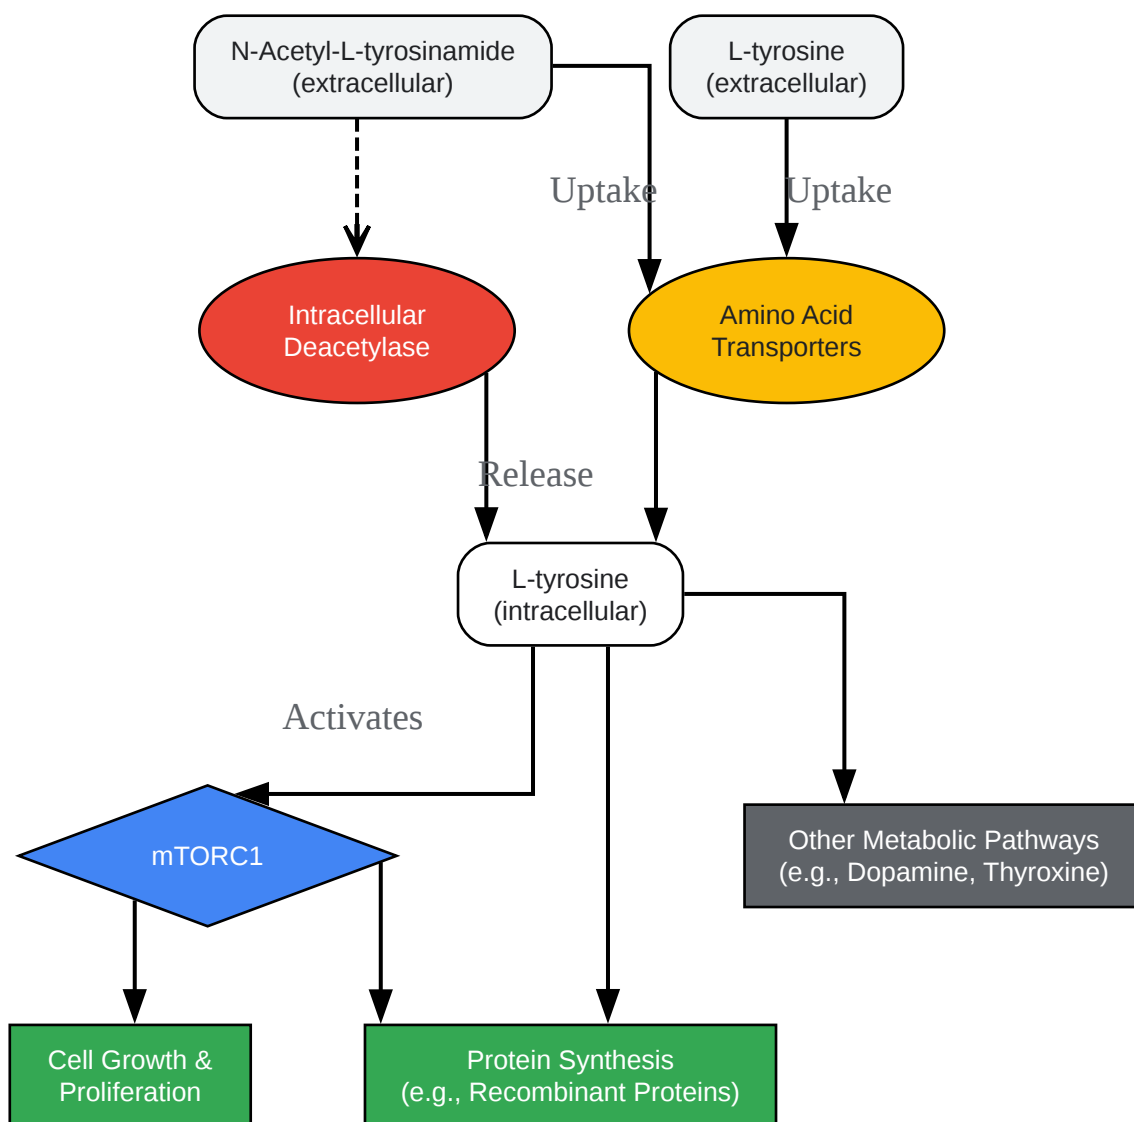 N-Acetyl-L-tyrosinamide
(extracellular)
L-tyrosine
(extracellular)
Uptake
Uptake
Intracellular
Deacetylase
Amino Acid
Transporters
Release
L-tyrosine
(intracellular)
Activates
mTORC1
Other Metabolic Pathways
(e.g., Dopamine, Thyroxine)
Cell Growth &
Proliferation
Protein Synthesis
(e.g., Recombinant Proteins)